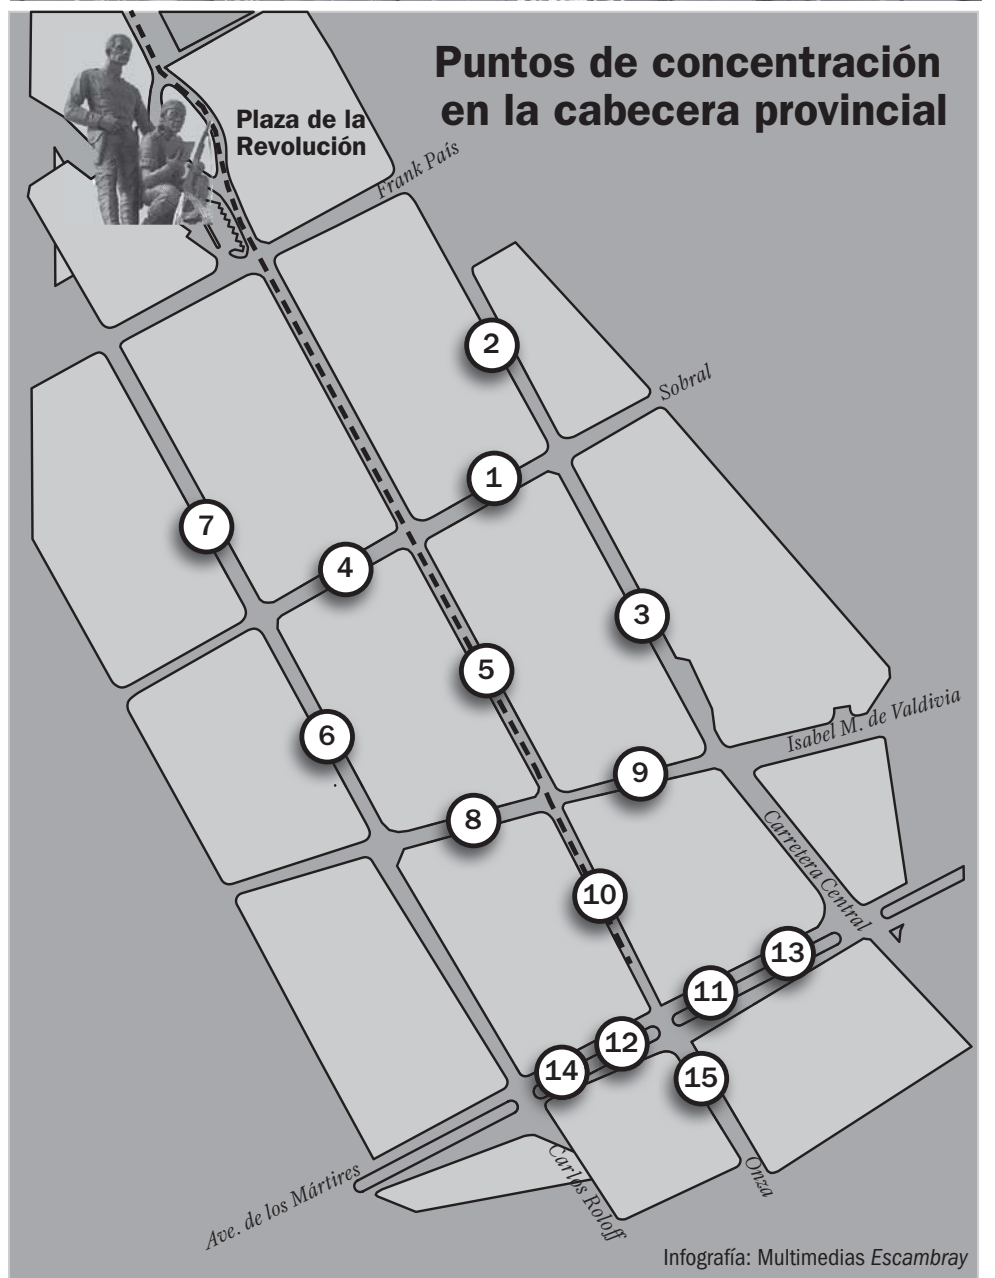 Puntos de concentración
en la cabecera provincial
Plaza de la
Revolución
Frank País
2
Sobral
1
7
4
3
5
Isabel M. de Valdivia
6
9
8
Carretera Central
10
13
11
12
14
15
Ave. de los Mártires
Carlos Roloff
Onza
Infografía: Multimedias Escambray